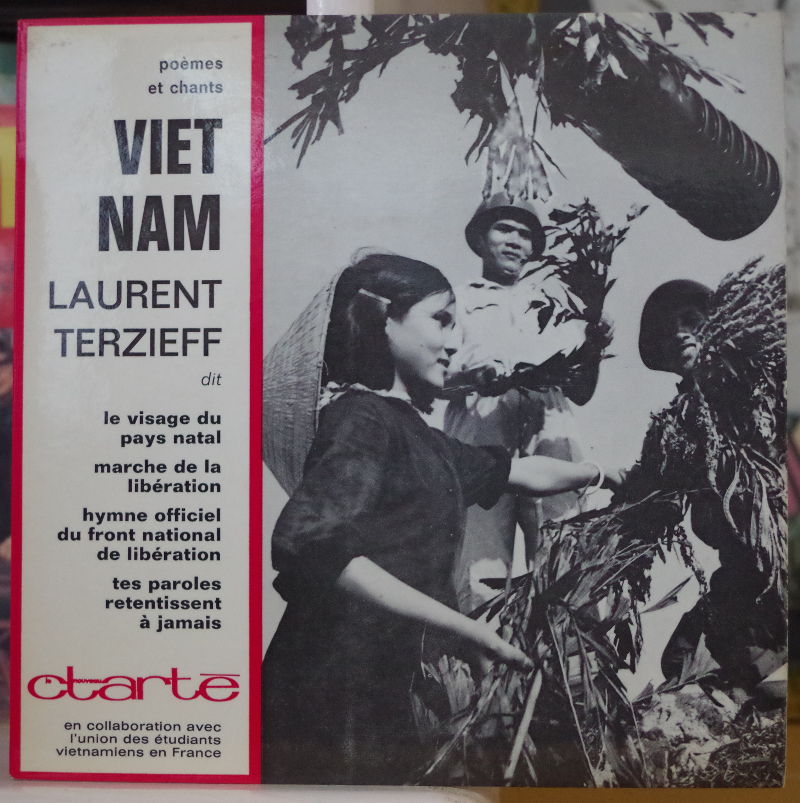 poèmes
et chants
VIET
NAM
LAURENT
TERZIEFF
dit
le visage du
pays natal
marche de la
libération
hymne officiel
du front national
de libération
tes paroles
retentissent
à jamais
le nouveau
clarté
en collaboration avec
l'union des étudiants
vietnamiens en France